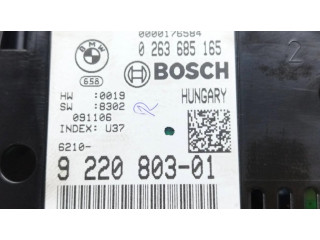 0000176584
0 263 685 165
BMW
658
BOSCH
HW :0019
SW :8302
HUNGARY
091106
INDEX: U37
6210-
9 220 803-01
2